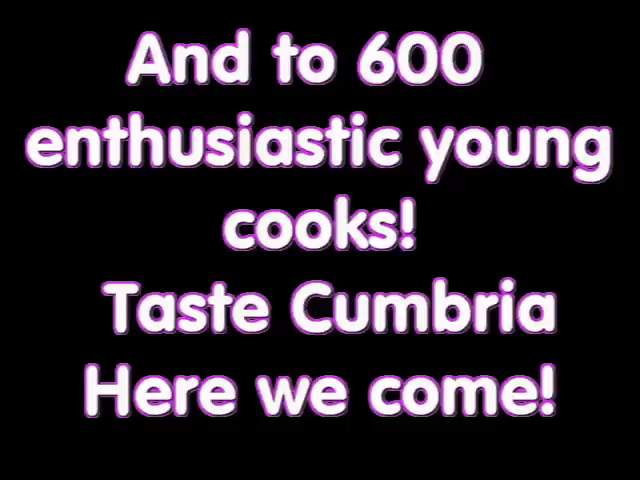 And to 600
enthusiastic young
cooks!
Taste Cumbria
Here we come!